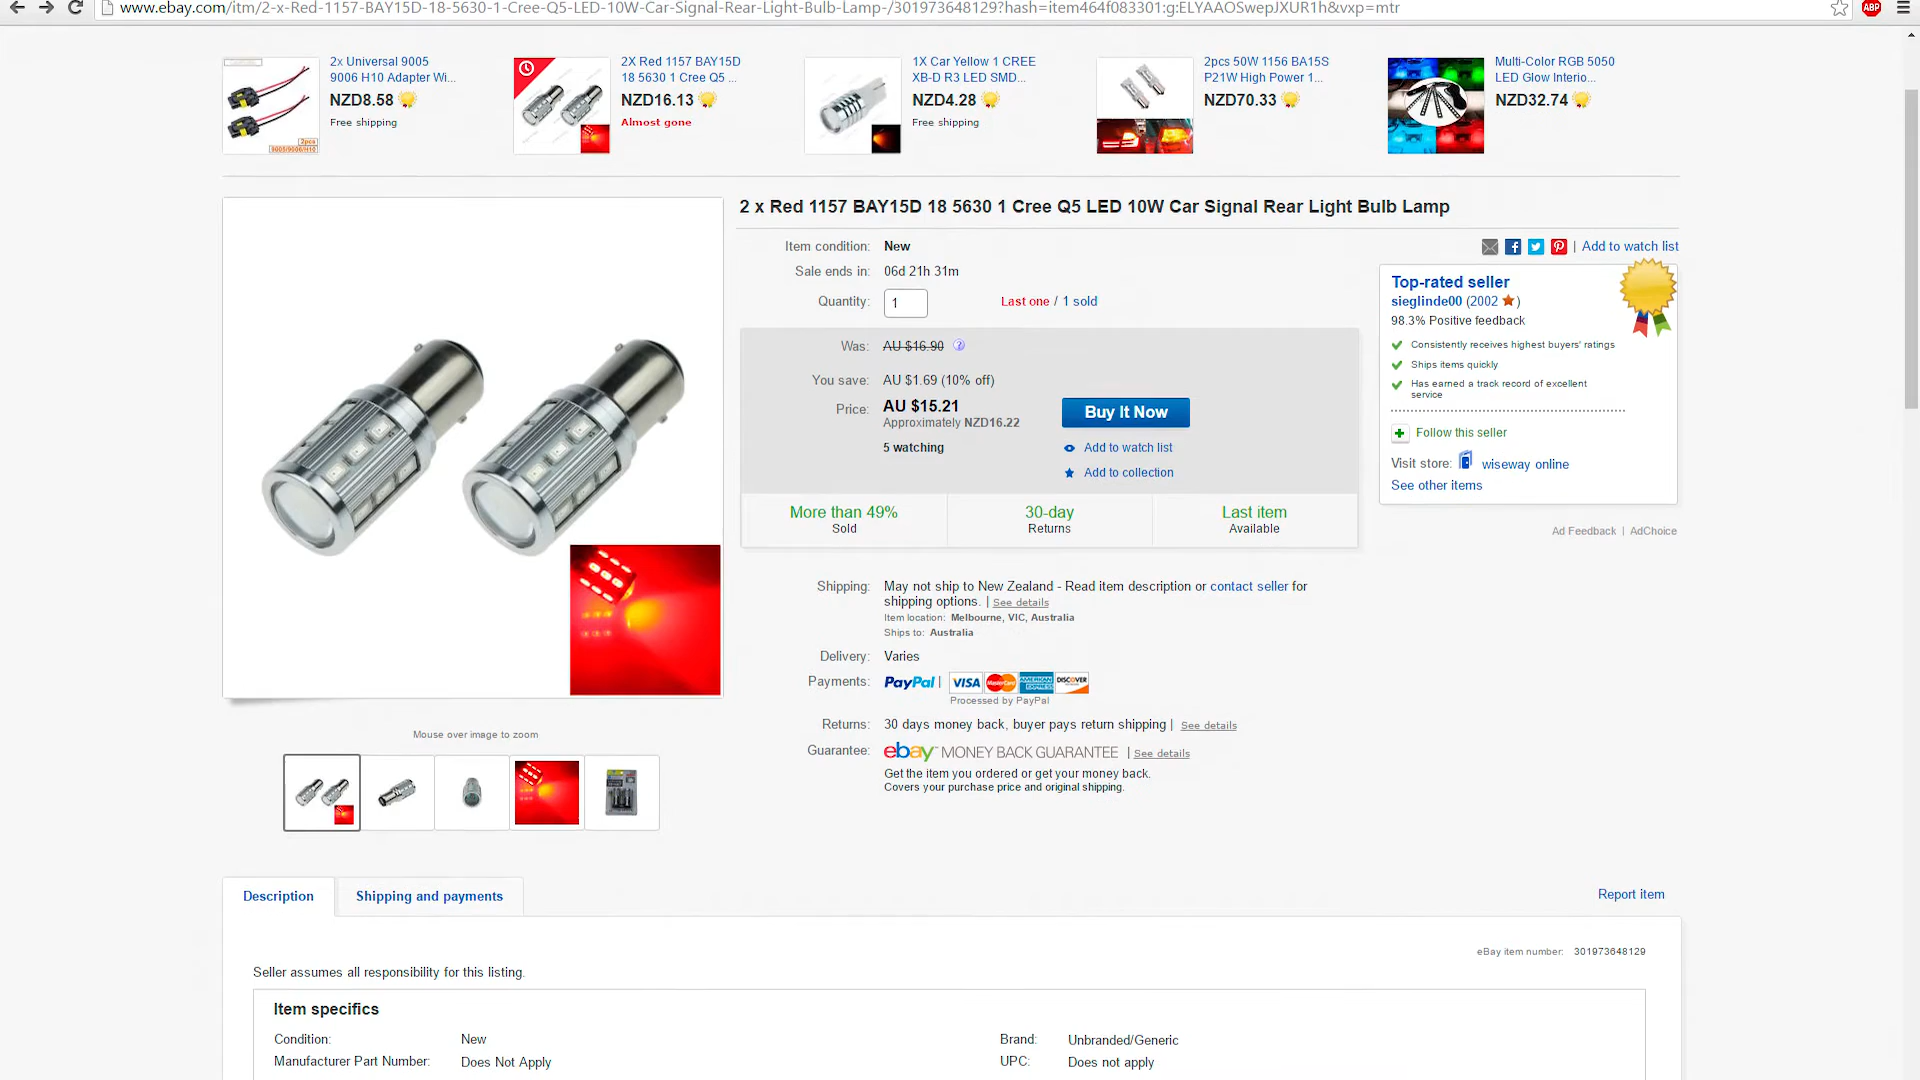 www.ebay.com/itm/2-x-Red-1157-BAY15D-18-5630-1-Cree-Q5-LED-10W-Car-Signal-Rear-Light-Bulb-Lamp-/301973648129?hash=item464f083301:g:ELYAAOSwepJXUR1h&vxp=mtr
ABP
2x Universal 9005
9006 H10 Adapter Wi...
NZD8.58
Free shipping
2pcs
9005/9006/H10
2X Red 1157 BAY15D
18 5630 1 Cree Q5 ...
NZD16.13
Almost gone
1X Car Yellow 1 CREE
XB-D R3 LED SMD...
NZD4.28
Free shipping
2pcs 50W 1156 BA15S
P21W High Power 1...
NZD70.33
Multi-Color RGB 5050
LED Glow Interio...
NZD32.74
2 x Red 1157 BAY15D 18 5630 1 Cree Q5 LED 10W Car Signal Rear Light Bulb Lamp
Item condition: New
Sale ends in: 06d 21h 31m
Quantity: 1 Last one / 1 sold
Was: AU $16.90
You save: AU $1.69 (10% off)
Price: AU $15.21
Approximately NZD16.22
Buy It Now
5 watching
Add to watch list
Add to collection
More than 49%
Sold
30-day
Returns
Last item
Available
Shipping: May not ship to New Zealand - Read item description or contact seller for
shipping options. | See details
Item location: Melbourne, VIC, Australia
Ships to: Australia
Delivery: Varies
Payments: PayPal | VISA MasterCard AMERICAN EXPRESS DISCOVER
Processed by PayPal
Returns: 30 days money back, buyer pays return shipping | See details
Guarantee: ebay MONEY BACK GUARANTEE | See details
Get the item you ordered or get your money back.
Covers your purchase price and original shipping.
| Add to watch list
Top-rated seller
sieglinde00 (2002 )
98.3% Positive feedback
Consistently receives highest buyers' ratings
Ships items quickly
Has earned a track record of excellent
service
Follow this seller
Visit store: wiseway online
See other items
Ad Feedback | AdChoice
Mouse over image to zoom
Description
Shipping and payments
Report item
eBay item number: 301973648129
Seller assumes all responsibility for this listing.
Item specifics
Condition: New
Brand: Unbranded/Generic
Manufacturer Part Number: Does Not Apply
UPC: Does not apply